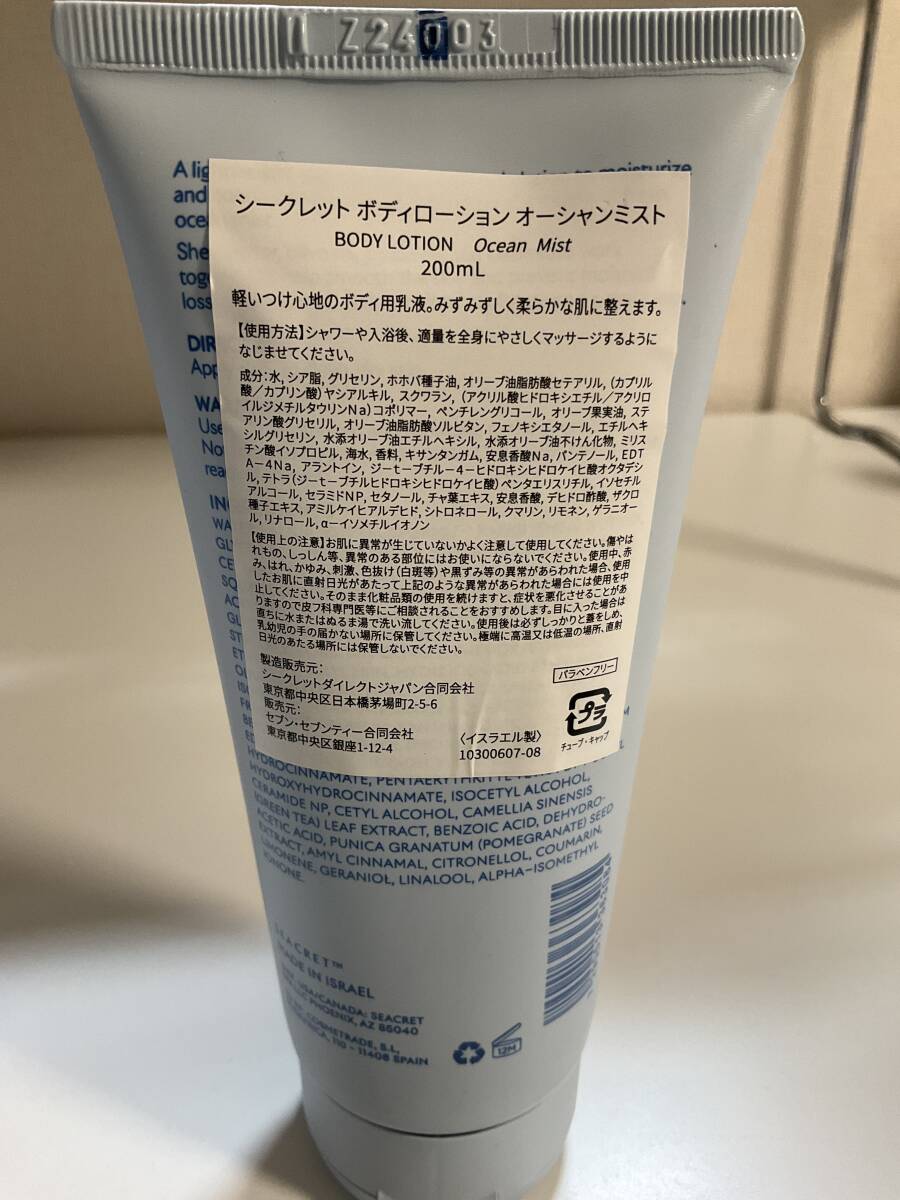 Z24003
A lig
to moisturize
and
ocea
She
toge
loss
DIR
App
WA
Use
Not
rea
シークレット ボディローション オーシャンミスト
BODY LOTION Ocean Mist
200mL
軽いつけ心地のボディ用乳液。みずみずしく柔らかな肌に整えます。
【使用方法】シャワーや入浴後、適量を全身にやさしくマッサージするように
なじませてください。
成分：水, シア脂, グリセリン, ホホバ種子油, オリーブ油脂肪酸セテアリル, （カプリル
酸／カプリン酸）ヤシアルキル, スクワラン, （アクリル酸ヒドロキシエチル／アクリロ
イルジメチルタウリンNa）コポリマー, ペンチレングリコール, オリーブ果実油, ステ
アリン酸グリセリル, オリーブ油脂肪酸ソルビタン, フェノキシエタノール, エチルヘキ
シルグリセリン, 水添オリーブ油エチルヘキシル, 水添オリーブ油不けん化物, ミリス
チン酸イソプロピル, 海水, 香料, キサンタンガム, 安息香酸Na, パンテノール, EDT
A－4Na, アラントイン, ジーt－ブチル－4－ヒドロキシヒドロケイヒ酸オクタデシ
ル, テトラ（ジーt－ブチルヒドロキシヒドロケイヒ酸）ペンタエリスリチル, イソセチル
アルコール, セラミドNP, セタノール, チャ葉エキス, 安息香酸, デヒドロ酢酸, ザクロ
種子エキス, アミルケイヒアルデヒド, シトロネロール, クマリン, リモネン, ゲラニオー
ル, リナロール, α－イソメチルイオノン
【使用上の注意】お肌に異常が生じていないかよく注意して使用してください。傷やは
れもの、しっしん等、異常のある部位にはお使いにならないでください。使用中、赤
み、はれ、かゆみ、刺激、色抜け（白斑等）や黒ずみ等の異常があらわれた場合、使用
したお肌に直射日光があたって上記のような異常があらわれた場合には使用を中
止してください。そのまま化粧品類の使用を続けますと、症状を悪化させることがあ
りますので皮フ科専門医等にご相談されることをおすすめします。目に入った場合は
直ちに水またはぬるま湯で洗い流してください。使用後は必ずしっかりと蓋をしめ、
乳幼児の手の届かない場所に保管してください。極端に高温又は低温の場所、直射
日光のあたる場所には保管しないでください。
製造販売元：
シークレットダイレクトジャパン合同会社
東京都中央区日本橋茅場町2-5-6
販売元：
セブン・セブンティー合同会社
東京都中央区銀座1-12-4
パラベンフリー
プラ
チューブ・キャップ
〈イスラエル製〉
10300607-08
HYDROCINNAMATE,
HYDROXYHYDROCINNAMATE, ISOCETYL ALCOHOL,
CERAMIDE NP, CETYL ALCOHOL, CAMELLIA SINENSIS
(GREEN TEA) LEAF EXTRACT, BENZOIC ACID, DEHYDRO-
ACETIC ACID, PUNICA GRANATUM (POMEGRANATE) SEED
EXTRACT, AMYL CINNAMAL, CITRONELLOL, COUMARIN,
LIMONENE, GERANIOL, LINALOOL, ALPHA-ISOMETHYL
IONONE.
SEACRET™
MADE IN ISRAEL
USA/CANADA: SEACRET
PHOENIX, AZ 85040
COSMETRADE, S.L,
110 - 11408 SPAIN
12M